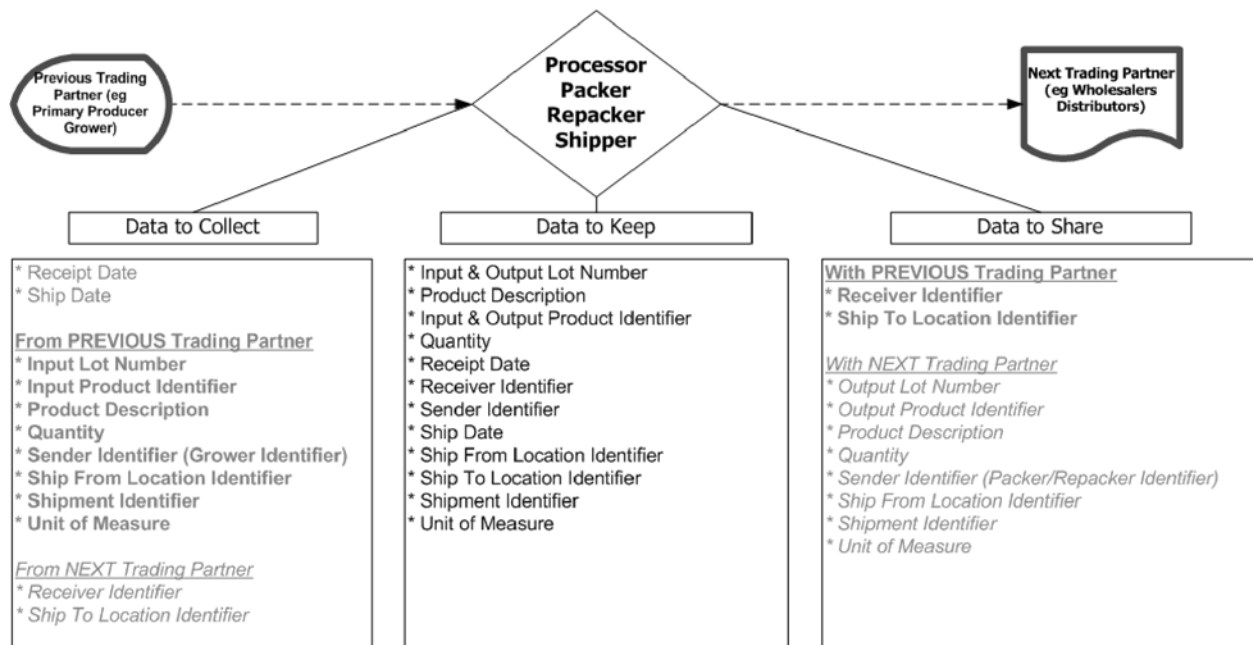 Previous Trading
Partner (eg
Primary Producer
Grower)
Processor
Packer
Repacker
Shipper
Next Trading Partner
(eg Wholesalers
Distributors)
Data to Collect
* Receipt Date
* Ship Date
From PREVIOUS Trading Partner
* Input Lot Number
* Input Product Identifier
* Product Description
* Quantity
* Sender Identifier (Grower Identifier)
* Ship From Location Identifier
* Shipment Identifier
* Unit of Measure
From NEXT Trading Partner
* Receiver Identifier
* Ship To Location Identifier
Data to Keep
* Input & Output Lot Number
* Product Description
* Input & Output Product Identifier
* Quantity
* Receipt Date
* Receiver Identifier
* Sender Identifier
* Ship Date
* Ship From Location Identifier
* Ship To Location Identifier
* Shipment Identifier
* Unit of Measure
Data to Share
With PREVIOUS Trading Partner
* Receiver Identifier
* Ship To Location Identifier
With NEXT Trading Partner
* Output Lot Number
* Output Product Identifier
* Product Description
* Quantity
* Sender Identifier (Packer/Repacker Identifier)
* Ship From Location Identifier
* Shipment Identifier
* Unit of Measure